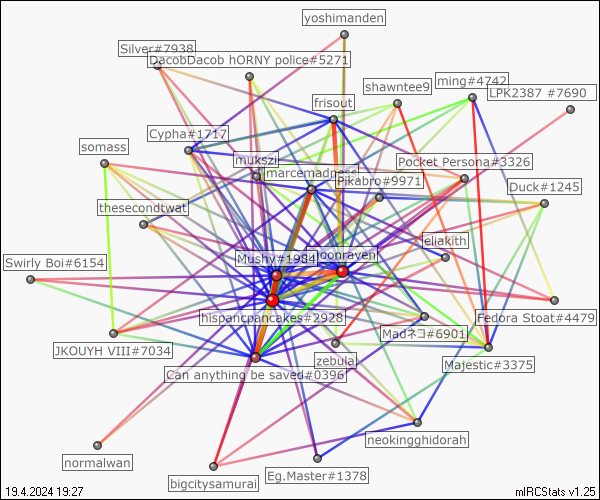 yoshimanden
Silver#7938
DacobDacob hORNY police#5271
ming#4742
shawntee9
LPK2387 #7690
frisout
Cypha#1717
somass
mukszi
marcemadness
Pocket Persona#3326
Pikabro#9971
Duck#1245
thesecondtwat
eliakith
Mushy#1984
moonraven
Swirly Boi#6154
hispancpancakes#2928
Fedora Stoat#4479
Madネコ#6901
JKOUYH VIII#7034
zebulal
Majestic#3375
Can anything be saved#0396
neokingghidorah
normalwan
Eg.Master#1378
bigcitysamurai
19.4.2024 19:27
mIRCStats v1.25